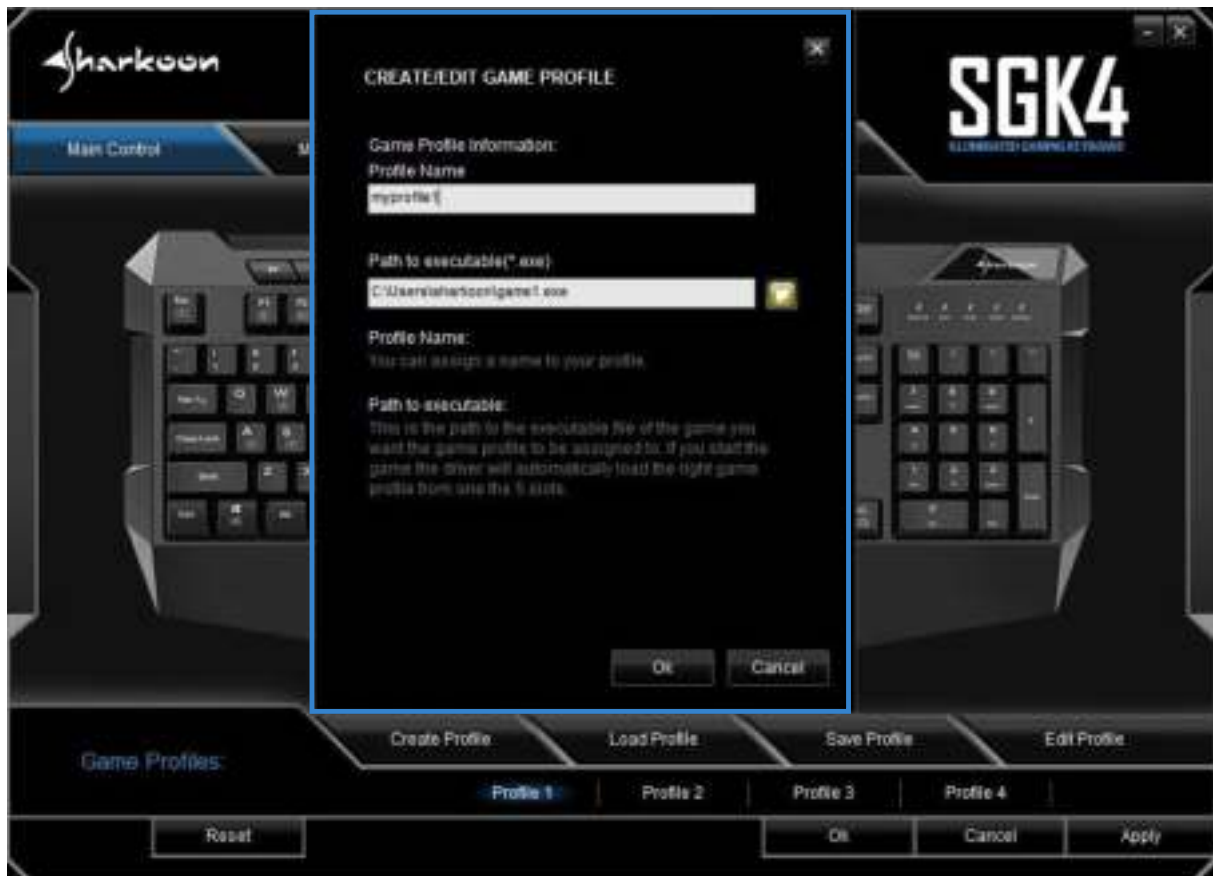 Sharkoon
SGK4
ILLUMINATED GAMING KEYBOARD
Main Control
CREATE/EDIT GAME PROFILE
Game Profile Information:
Profile Name
myprofile1
Path to executable(*.exe)
C:\Users\sharkoon\game1.exe
Profile Name:
You can assign a name to your profile.
Path to executable:
This is the path to the executable file of the game you
want the game profile to be assigned to. If you start the
game the driver will automatically load the right game
profile from one the 5 slots.
Ok Cancel
Create Profile Load Profile Save Profile Edit Profile
Game Profiles:
Profile 1 Profile 2 Profile 3 Profile 4
Reset Ok Cancel Apply